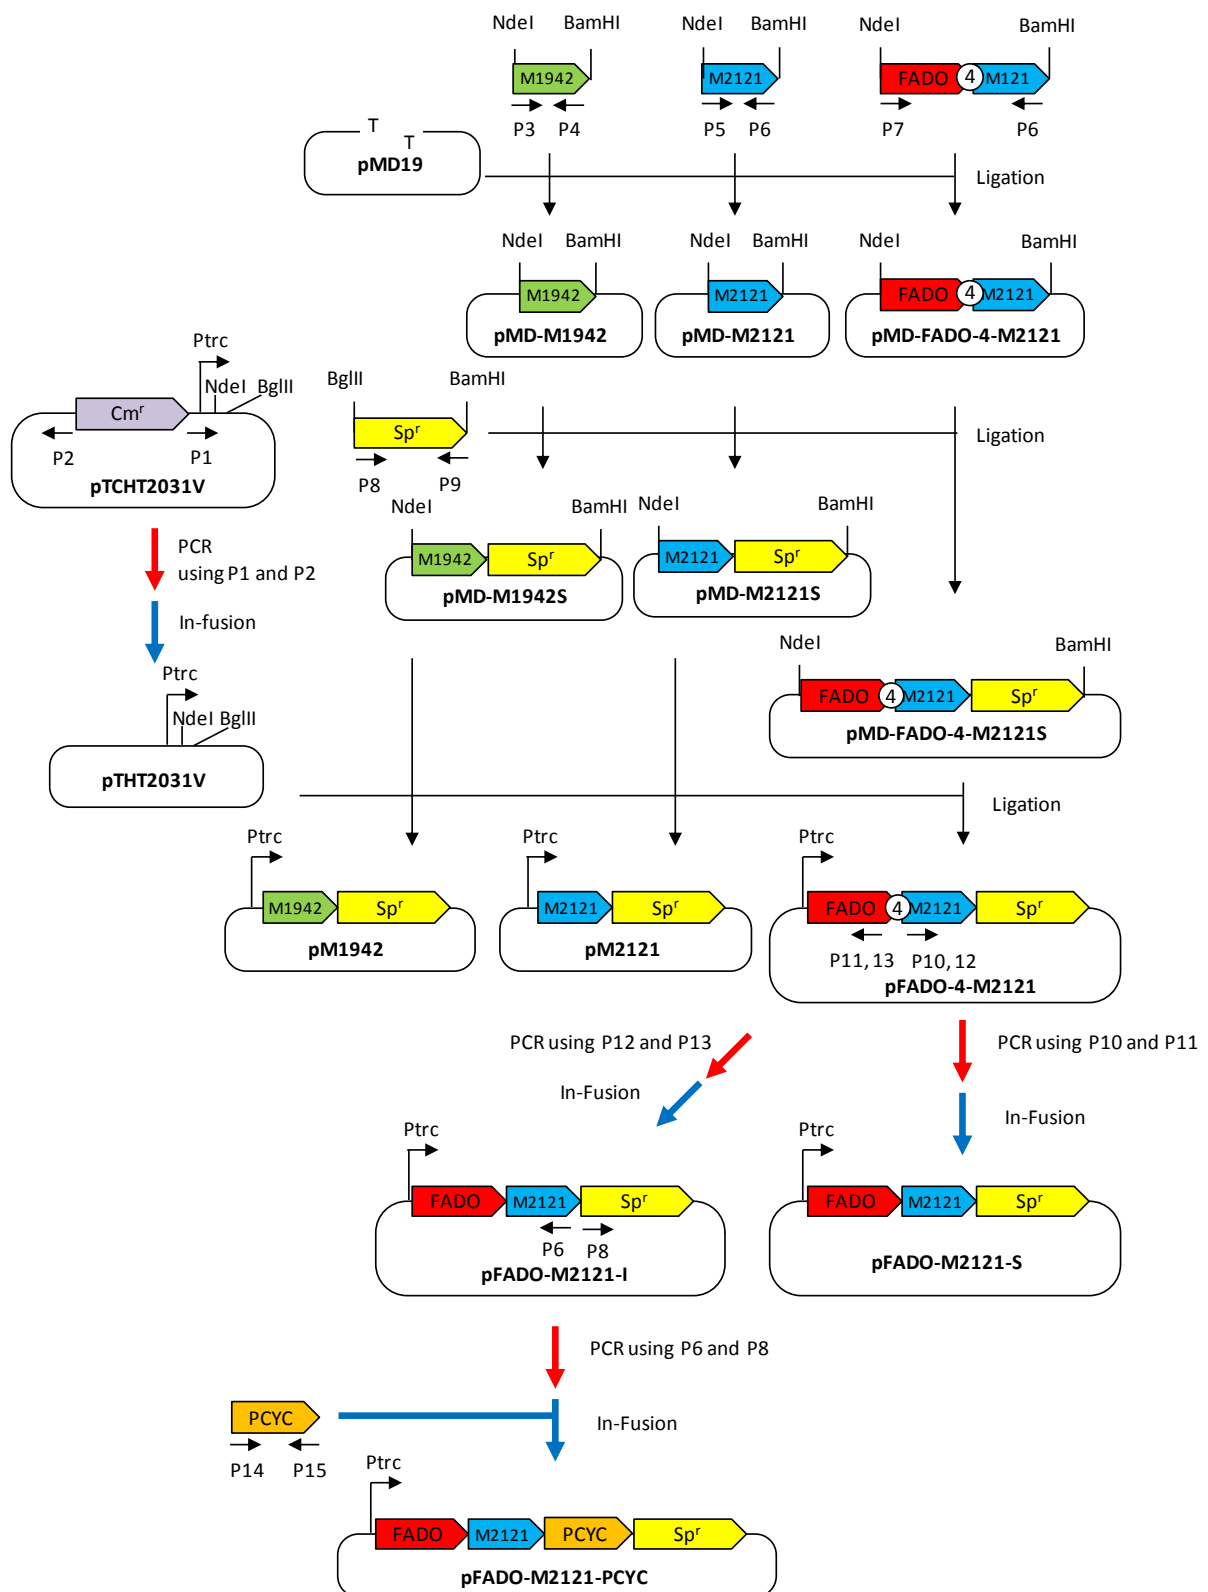 NdeI BamHI NdeI BamHI NdeI BamHI
M1942 M2121 FADO 4 M121
P3 P4 P5 P6 P7 P6
T
T
pMD19
Ligation
NdeI BamHI NdeI BamHI NdeI BamHI
M1942 M2121 FADO 4 M2121
pMD-M1942 pMD-M2121 pMD-FADO-4-M2121
Ptrc
NdeI BglII
Cmr
P2 P1
pTCHT2031V
BglII BamHI
Spr
P8 P9
Ligation
NdeI BamHI NdeI BamHI
M1942 Spr M2121 Spr
pMD-M1942S pMD-M2121S
PCR
using P1 and P2
In-fusion
NdeI BamHI
FADO 4 M2121 Spr
pMD-FADO-4-M2121S
Ptrc
NdeI BglII
pTHT2031V
Ligation
Ptrc Ptrc Ptrc
M1942 Spr M2121 Spr FADO 4 M2121 Spr
pM1942 pM2121
P11, 13 P10, 12
pFADO-4-M2121
PCR using P12 and P13 PCR using P10 and P11
In-Fusion In-Fusion
Ptrc Ptrc
FADO M2121 Spr FADO M2121 Spr
P6 P8
pFADO-M2121-I pFADO-M2121-S
PCR using P6 and P8
PCYC
P14 P15
In-Fusion
Ptrc
FADO M2121 PCYC Spr
pFADO-M2121-PCYC